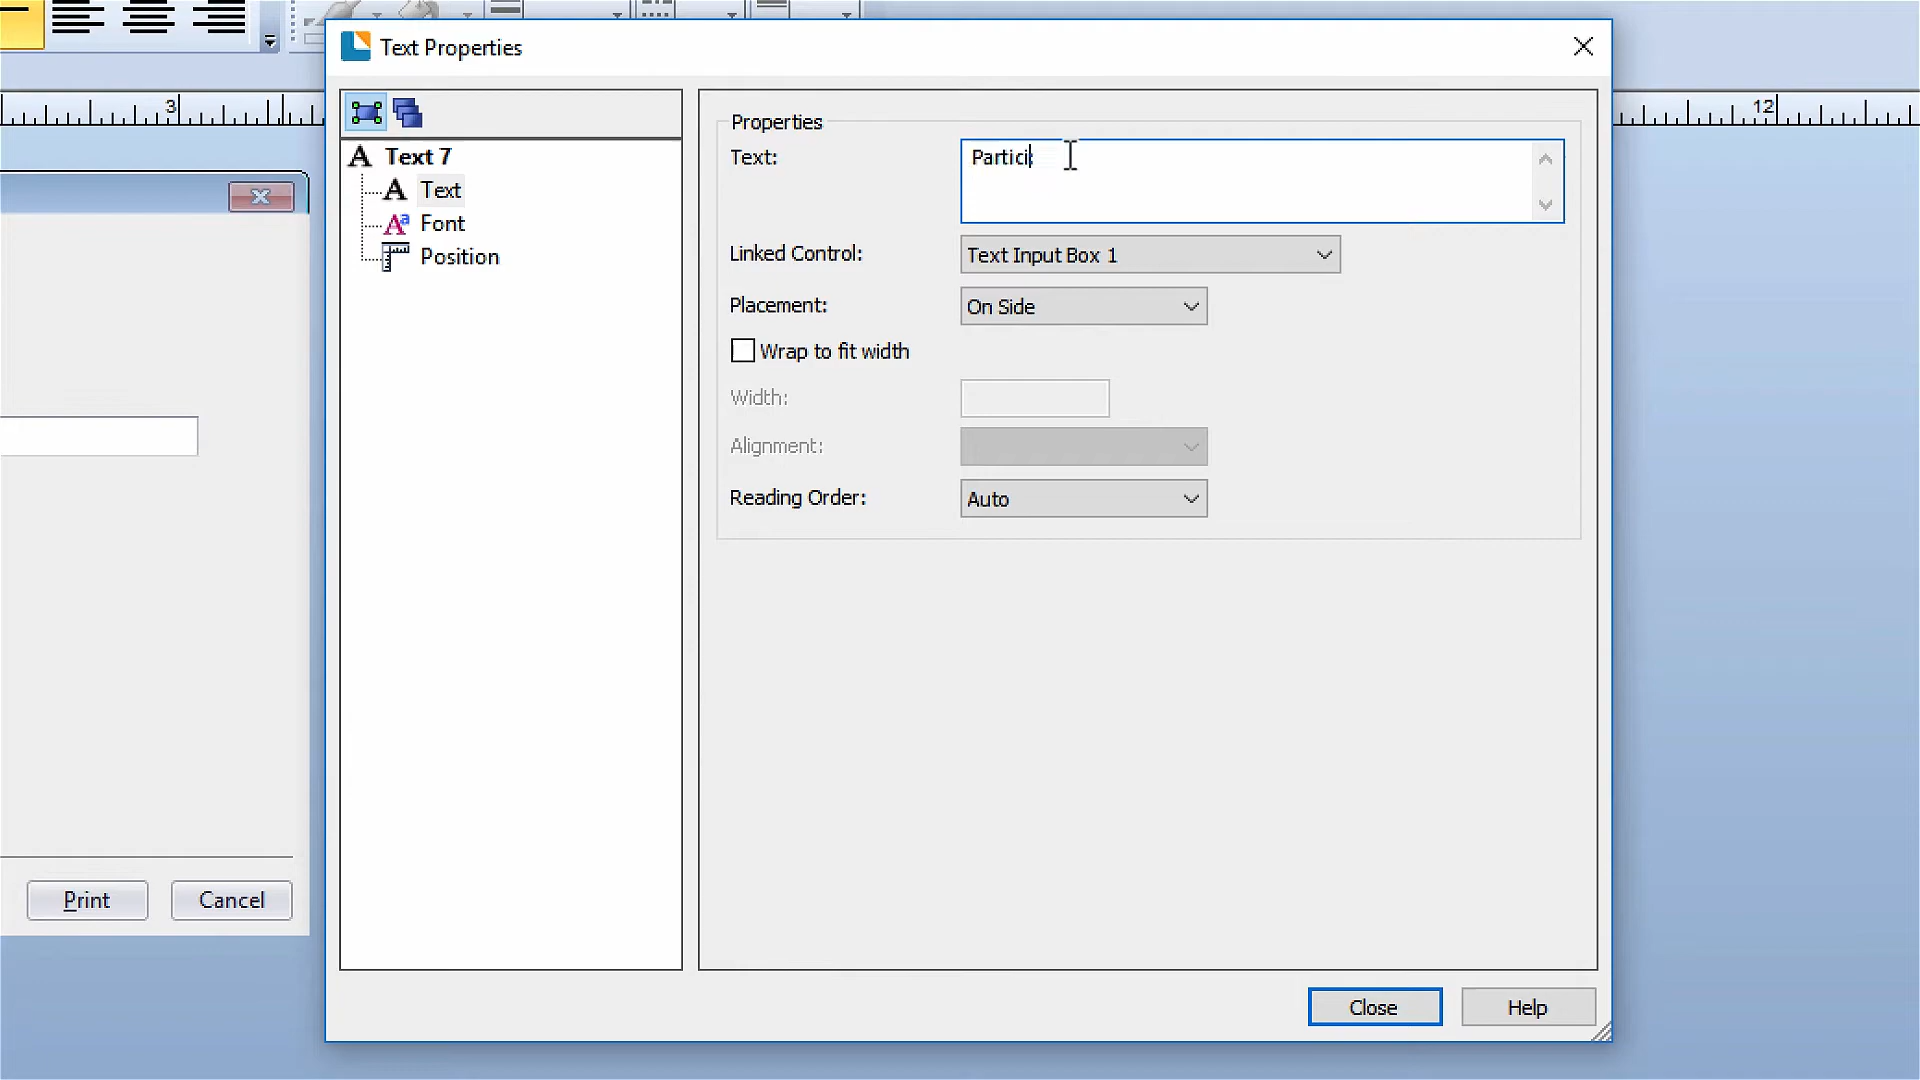 3
12
Text Properties
Text 7
Text
Font
Position
Properties
Text:
Partici:
Linked Control:
Text Input Box 1
Placement:
On Side
Wrap to fit width
Width:
Alignment:
Reading Order:
Auto
Print
Cancel
Close
Help